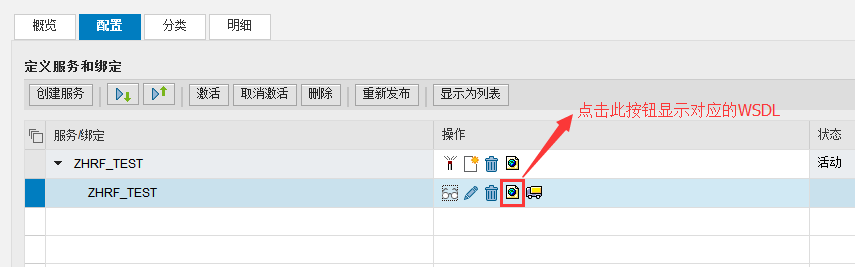 概览 配置 分类 明细
定义服务和绑定
创建服务 激活 取消激活 删除 重新发布 显示为列表
点击此按钮显示对应的WSDL
服务/绑定 操作 状态
ZHRF_TEST 活动
ZHRF_TEST